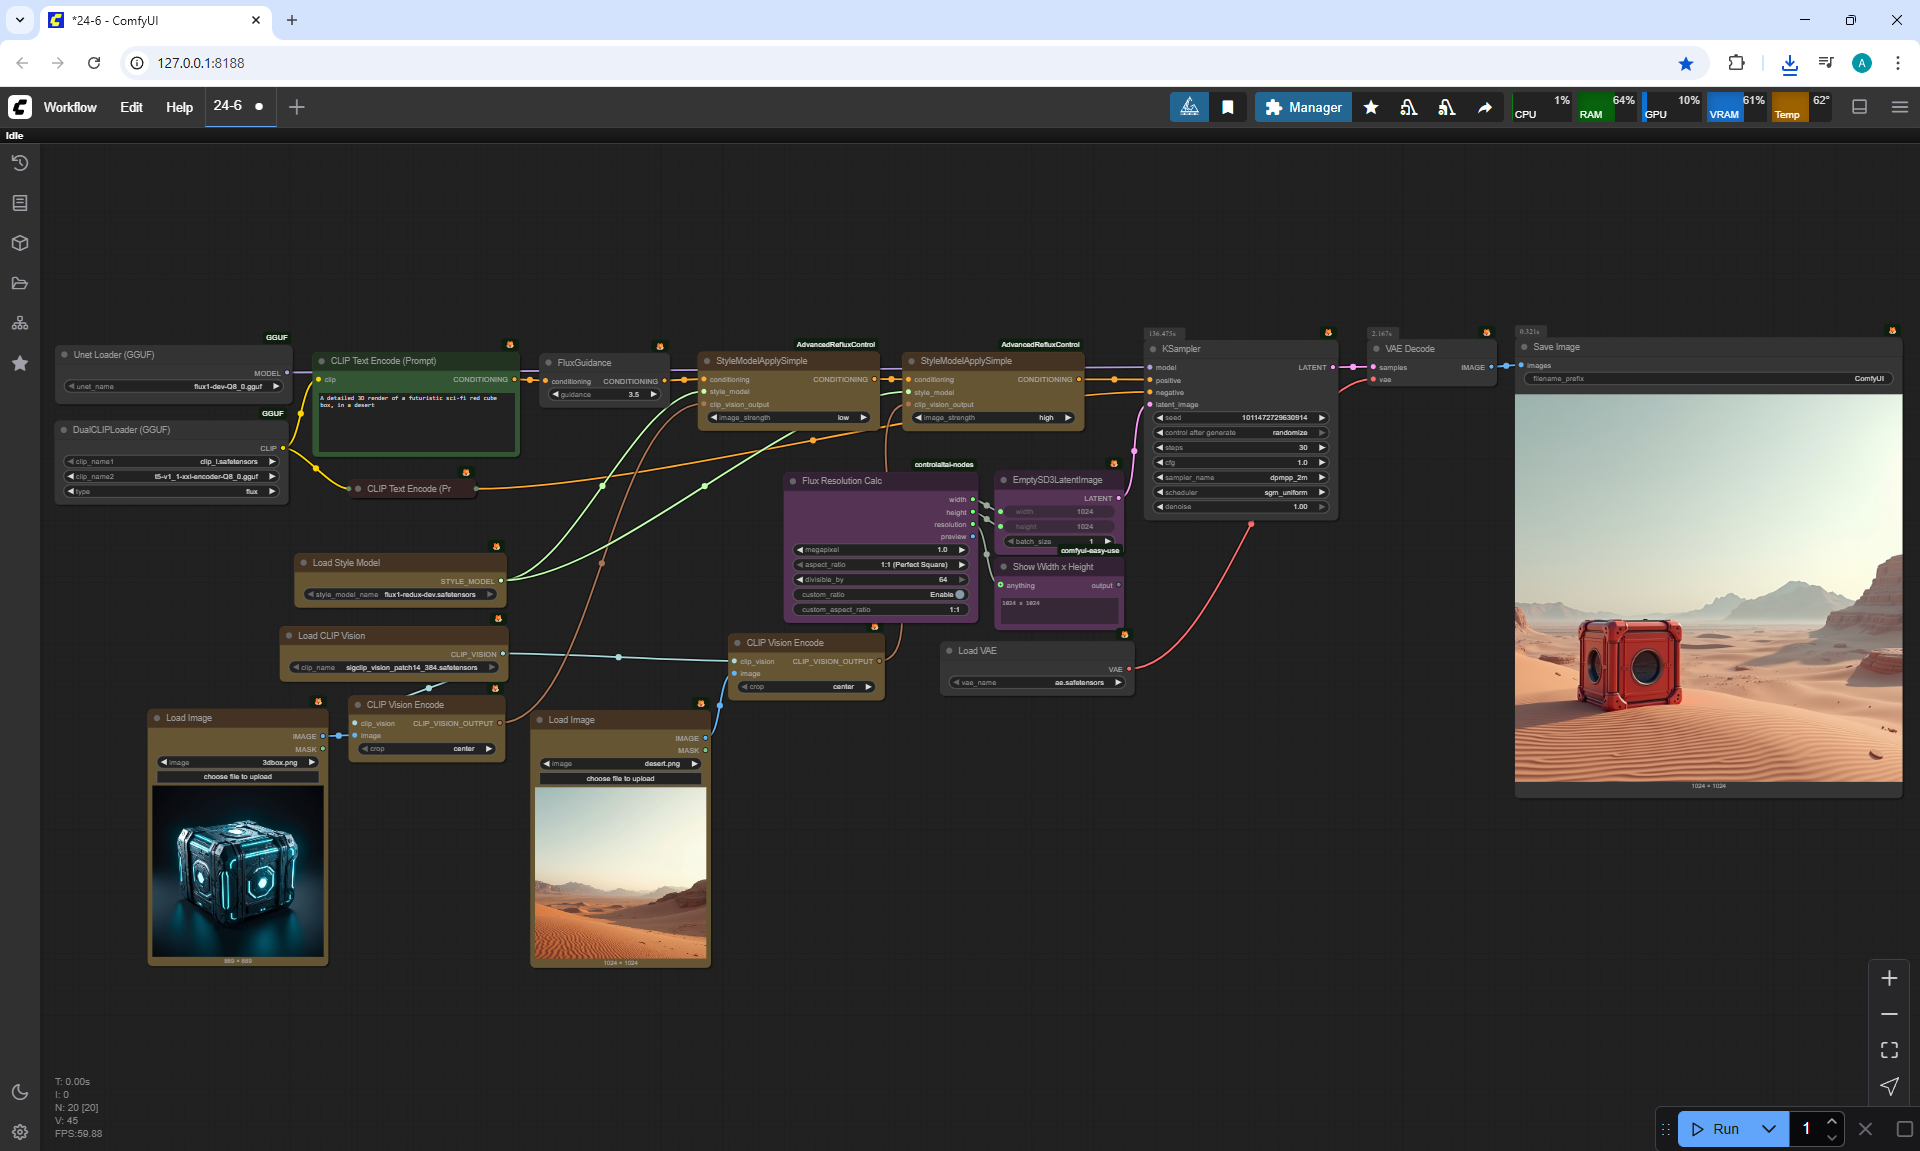 *24-6 - ComfyUI
127.0.0.1:8188
A
Workflow
Edit
Help
24-6
Manager
1%
CPU
64%
RAM
10%
GPU
61%
VRAM
62°
Temp
Idle
GGUF
Unet Loader (GGUF)
MODEL
unet_name
flux1-dev-Q8_0.gguf
GGUF
DualCLIPLoader (GGUF)
CLIP
clip_name1
clip_l.safetensors
clip_name2
t5-v1_1-xxl-encoder-Q8_0.gguf
type
flux
CLIP Text Encode (Prompt)
clip
CONDITIONING
A detailed 3D render of a futuristic sci-fi red cube
box, in a desert
CLIP Text Encode (Pr
FluxGuidance
conditioning
CONDITIONING
guidance
3.5
AdvancedRefluxControl
StyleModelApplySimple
conditioning
CONDITIONING
style_model
clip_vision_output
image_strength
low
AdvancedRefluxControl
StyleModelApplySimple
conditioning
CONDITIONING
style_model
clip_vision_output
image_strength
high
136.475s
KSampler
model
LATENT
positive
negative
latent_image
seed
1011472729630914
control after generate
randomize
steps
30
cfg
1.0
sampler_name
dpmpp_2m
scheduler
sgm_uniform
denoise
1.00
2.167s
VAE Decode
samples
IMAGE
vae
0.321s
Save Image
images
filename_prefix
ComfyUI
1024 × 1024
controlaltai-nodes
Flux Resolution Calc
width
height
resolution
preview
megapixel
1.0
aspect_ratio
1:1 (Perfect Square)
divisible_by
64
custom_ratio
Enable
custom_aspect_ratio
1:1
EmptySD3LatentImage
LATENT
width
1024
height
1024
batch_size
1
comfyui-easy-use
Show Width x Height
anything
output
1024 x 1024
Load Style Model
STYLE_MODEL
style_model_name
flux1-redux-dev.safetensors
Load CLIP Vision
CLIP_VISION
clip_name
sigclip_vision_patch14_384.safetensors
CLIP Vision Encode
clip_vision
CLIP_VISION_OUTPUT
image
crop
center
Load VAE
VAE
vae_name
ae.safetensors
CLIP Vision Encode
clip_vision
CLIP_VISION_OUTPUT
image
crop
center
Load Image
IMAGE
MASK
image
3dbox.png
choose file to upload
Load Image
IMAGE
MASK
image
desert.png
choose file to upload
1024 × 1024
T: 0.00s
I: 0
N: 20 [20]
V: 45
FPS:59.88
Run
1